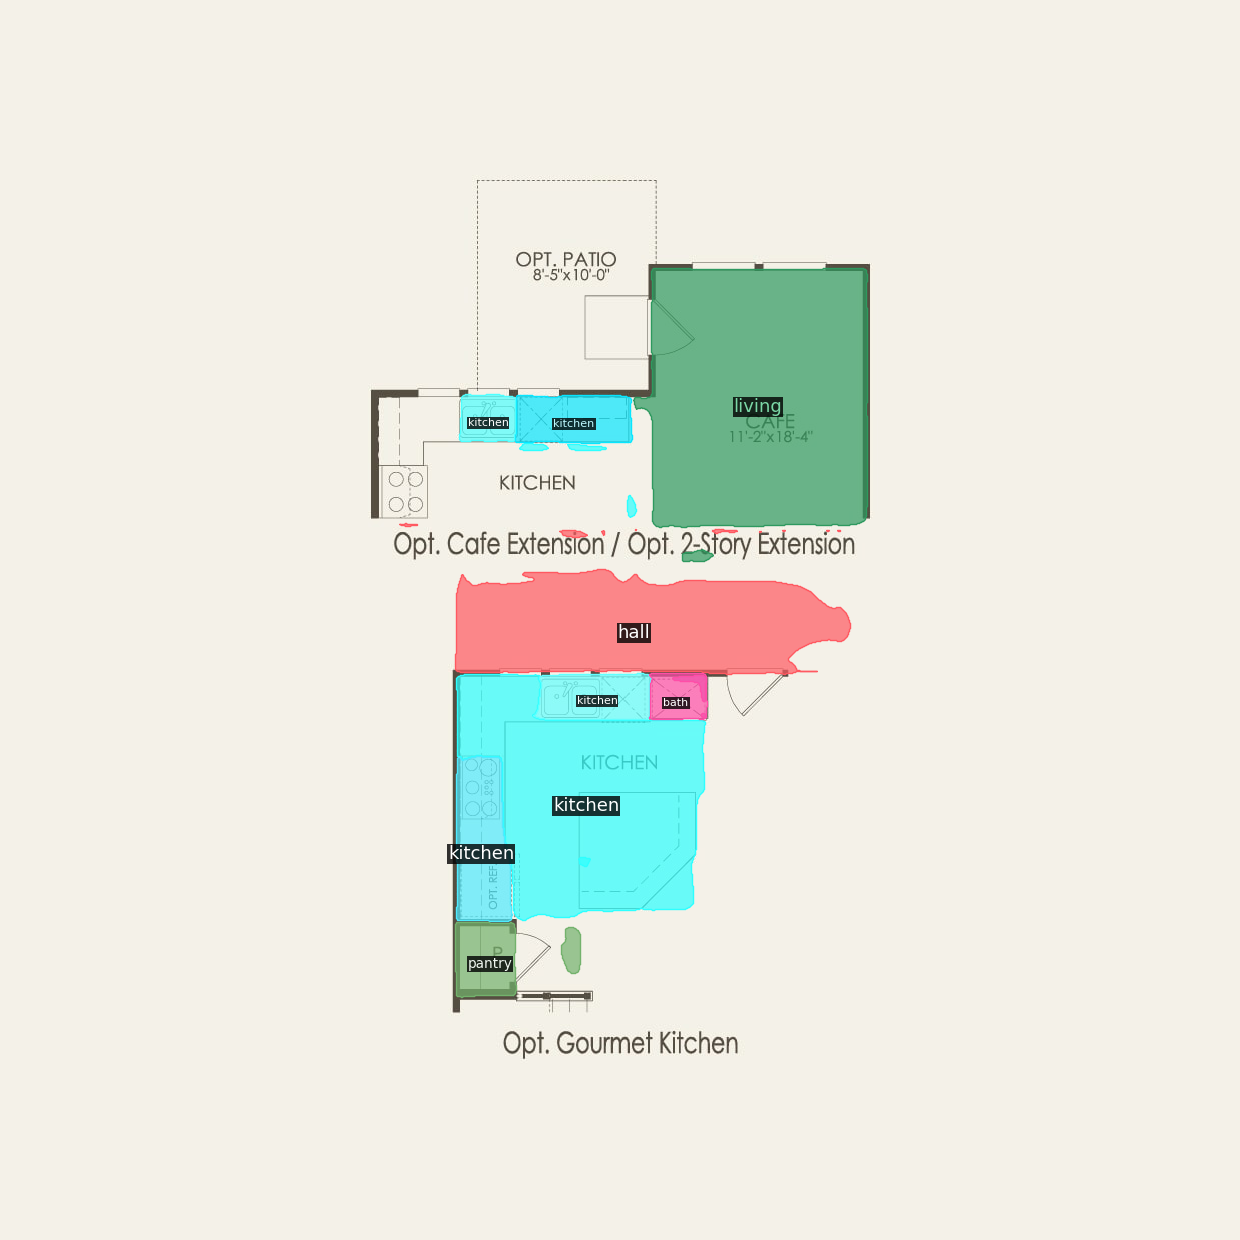 OPT. PATIO
8'-5"x10'-0"
living
CAFE
11'-2"x18'-4"
kitchen
kitchen
KITCHEN
Opt. Cafe Extension / Opt. 2-Story Extension
hall
kitchen
bath
KITCHEN
kitchen
kitchen
OPT. REF
P
pantry
Opt. Gourmet Kitchen